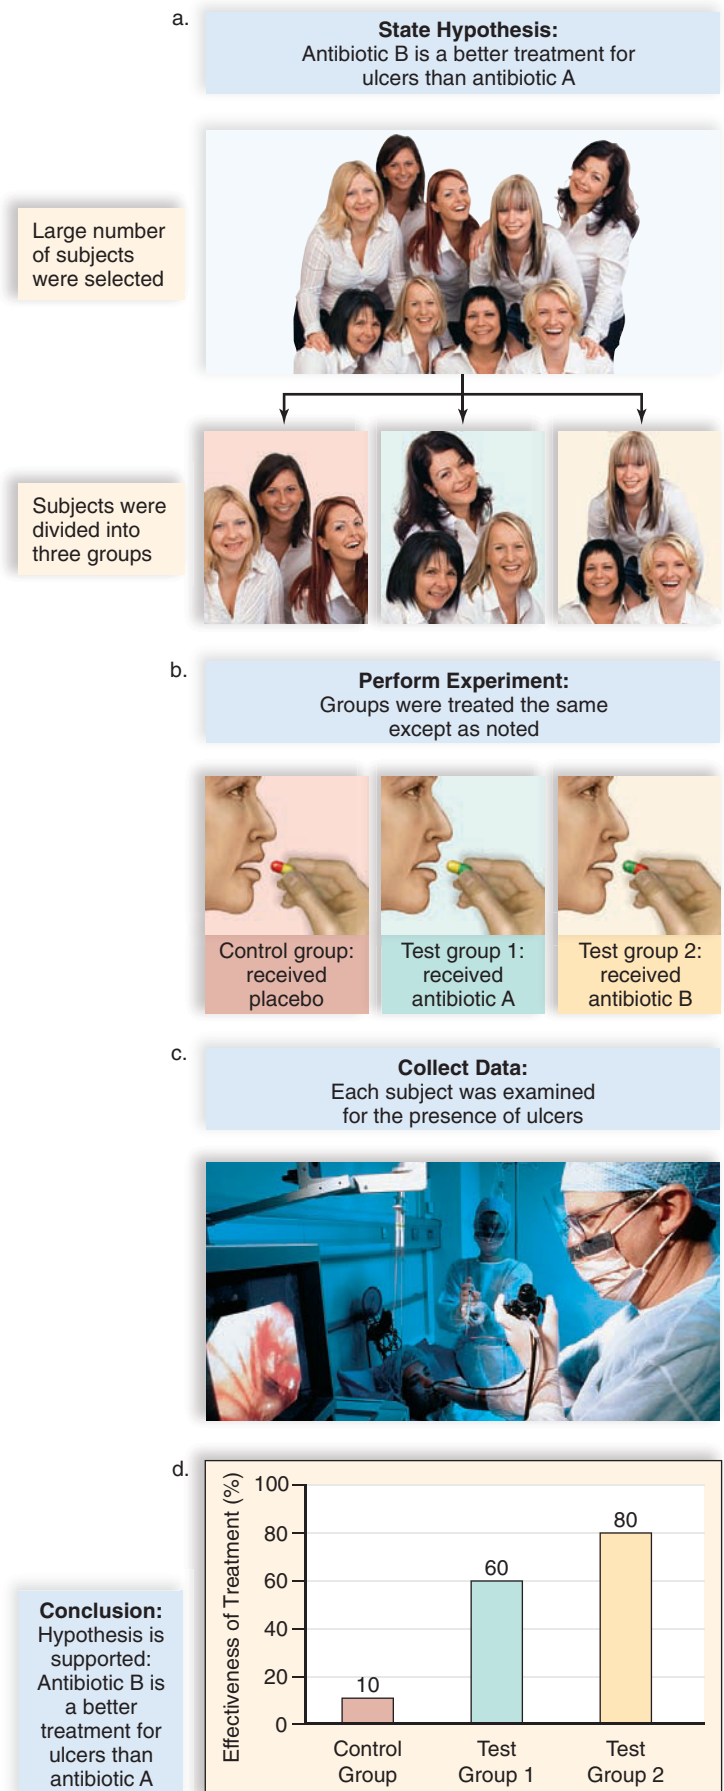 a.
State Hypothesis:
Antibiotic B is a better treatment for
ulcers than antibiotic A
Large number
of subjects
were selected
Subjects were
divided into
three groups
b.
Perform Experiment:
Groups were treated the same
except as noted
Control group:
received
placebo
Test group 1:
received
antibiotic A
Test group 2:
received
antibiotic B
c.
Collect Data:
Each subject was examined
for the presence of ulcers
d.
Effectiveness of Treatment (%)
100
80
60
40
20
0
10
60
80
Control
Group
Test
Group 1
Test
Group 2
Conclusion:
Hypothesis is
supported:
Antibiotic B is
a better
treatment for
ulcers than
antibiotic A